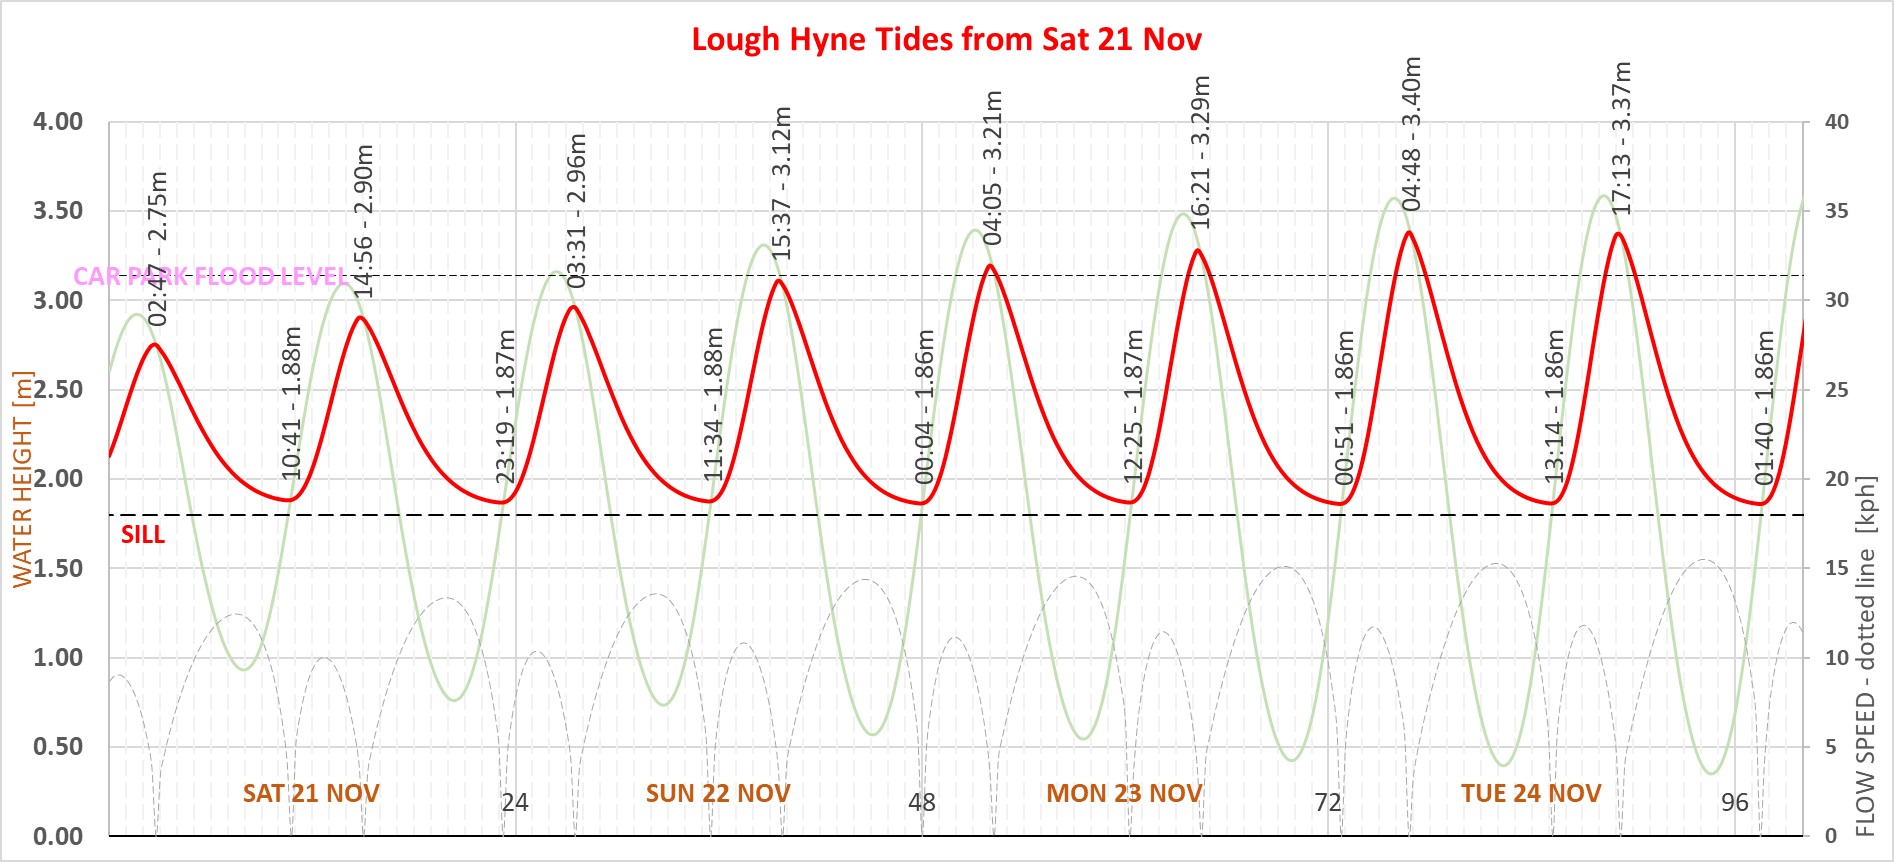 Lough Hyne Tides from Sat 21 Nov
WATER HEIGHT [m]
4.00
3.50
3.00
2.50
2.00
1.50
1.00
0.50
0.00
CAR PARK FLOOD LEVEL
SILL
02:47 - 2.75m
10:41 - 1.88m
14:56 - 2.90m
23:19 - 1.87m
03:31 - 2.96m
11:34 - 1.88m
15:37 - 3.12m
00:04 - 1.86m
04:05 - 3.21m
12:25 - 1.87m
16:21 - 3.29m
00:51 - 1.86m
04:48 - 3.40m
13:14 - 1.86m
17:13 - 3.37m
01:40 - 1.86m
SAT 21 NOV
24
SUN 22 NOV
48
MON 23 NOV
72
TUE 24 NOV
96
40
35
30
25
20
15
10
5
0
FLOW SPEED - dotted line [kph]